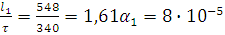 l₁/τ = 548/340 = 1,61α₁ = 8 · 10⁻⁵